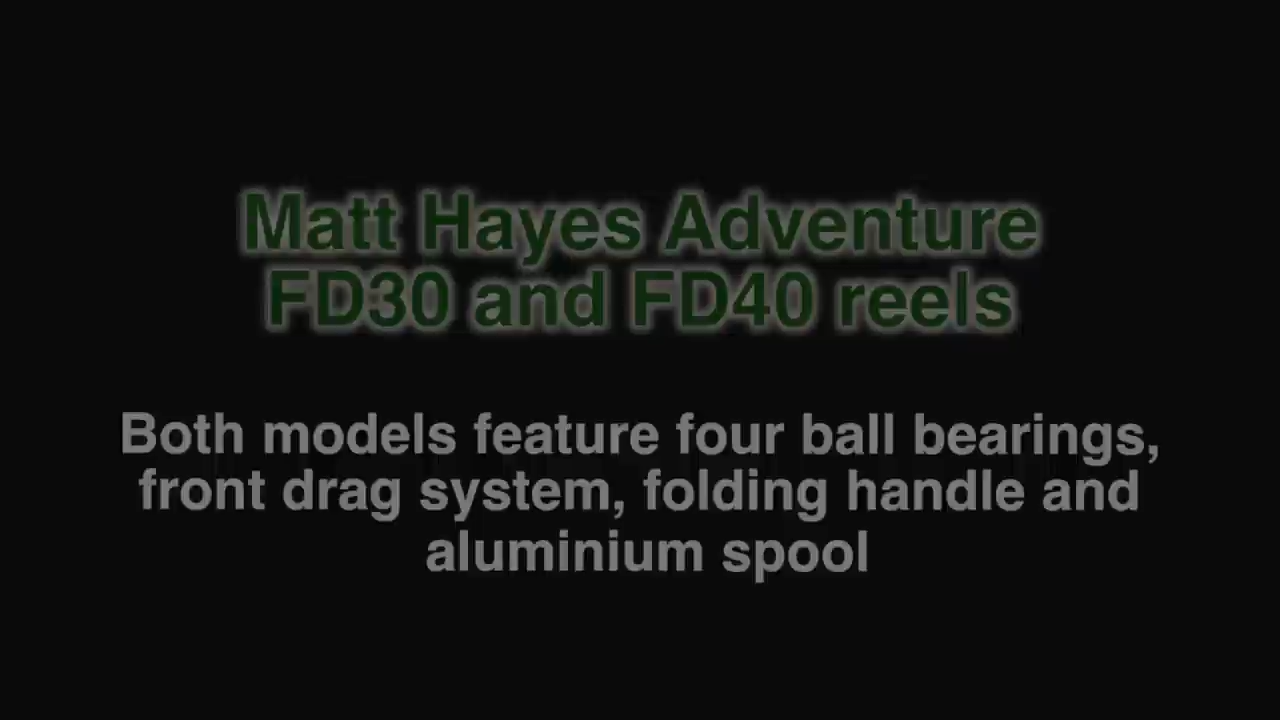 Matt Hayes Adventure
FD30 and FD40 reels
Both models feature four ball bearings,
front drag system, folding handle and
aluminium spool